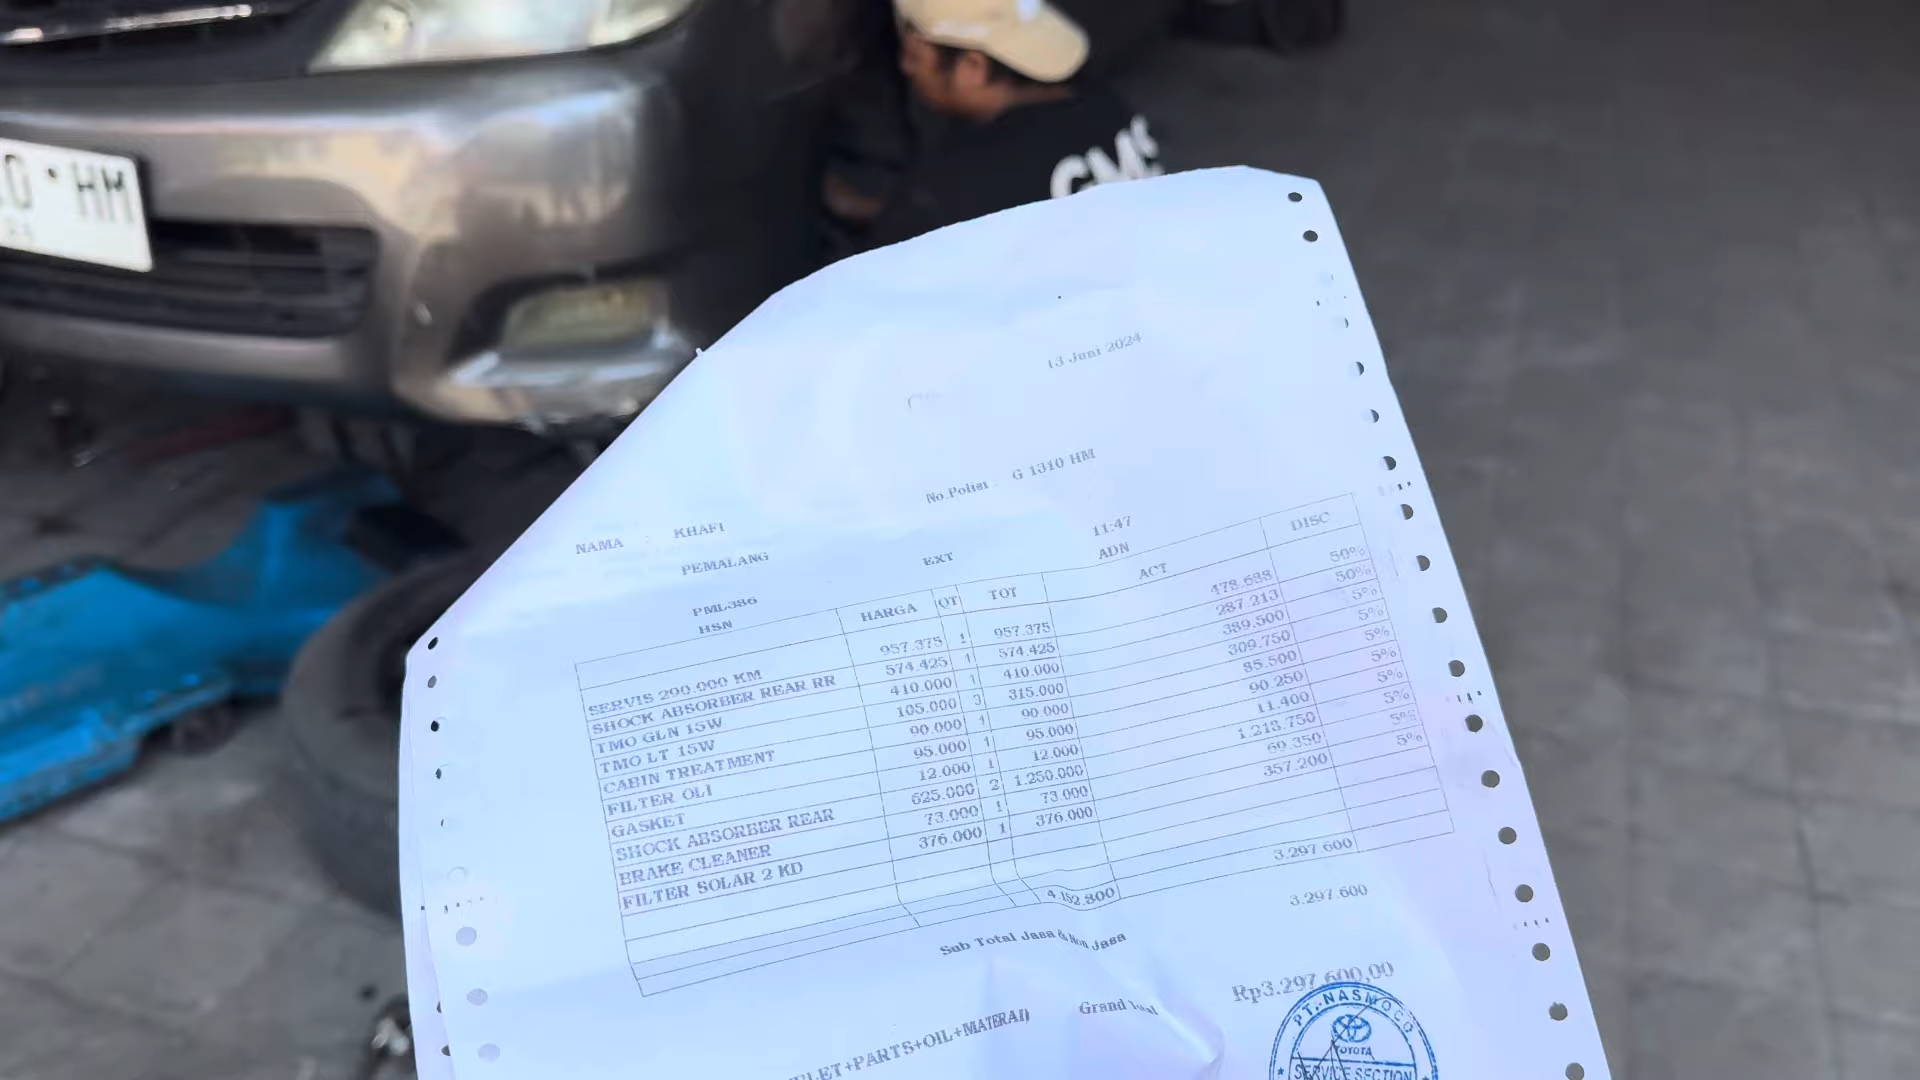 0 • HM
GMS
13 Juni 2024
No.Polisi : G 1310 HM
NAMA : KHAFI
PEMALANG EXT 11:47
PML386 ADN
HSN HARGA QT TOT ACT DISC
SERVIS 290.000 KM 957.375 1 957.375 478.688 50%
SHOCK ABSORBER REAR RR 574.425 1 574.425 287.213 50%
TMO GLN 15W 410.000 1 410.000 389.500 5%
TMO LT 15W 105.000 3 315.000 309.750 5%
CABIN TREATMENT 90.000 1 90.000 85.500 5%
FILTER OLI 95.000 1 95.000 90.250 5%
GASKET 12.000 1 12.000 11.400 5%
SHOCK ABSORBER REAR 625.000 2 1.250.000 1.218.750 5%
BRAKE CLEANER 73.000 1 73.000 69.350 5%
FILTER SOLAR 2 KD 376.000 1 376.000 357.200 5%
4.152.800 3.297.600
Sub Total Jasa & Non Jasa 3.297.600
Grand Total Rp3.297.600,00
+PARTS+OIL+MATERAI)
PT. NASMOCO
TOYOTA
SERVICE SECTION